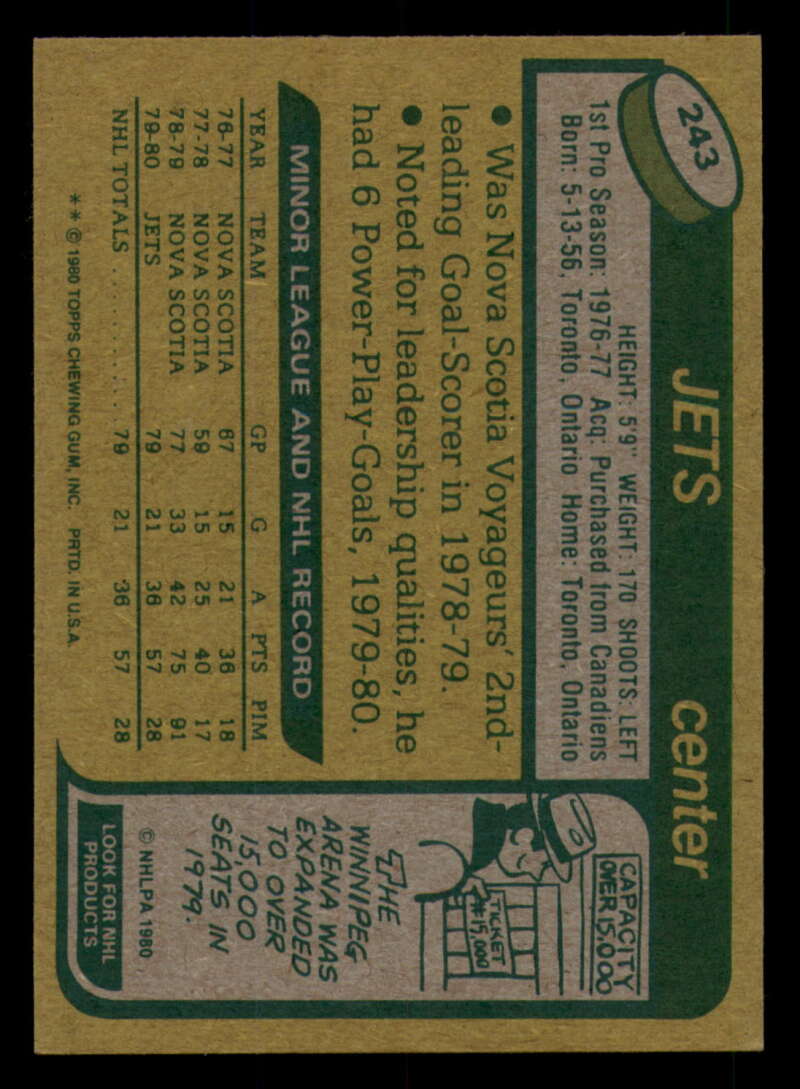 243
JETS center
HEIGHT: 5'9" WEIGHT: 170 SHOOTS: LEFT
1st Pro Season: 1976-77 Acq: Purchased from Canadiens
Born: 5-13-56, Toronto, Ontario Home: Toronto, Ontario
• Was Nova Scotia Voyageurs' 2nd-
leading Goal-Scorer in 1978-79.
• Noted for leadership qualities, he
had 6 Power-Play-Goals, 1979-80.
MINOR LEAGUE AND NHL RECORD
YEAR TEAM GP G A PTS PIM
76-77 NOVA SCOTIA 67 15 21 36 18
77-78 NOVA SCOTIA 59 15 25 40 17
78-79 NOVA SCOTIA 77 33 42 75 91
79-80 JETS 79 21 36 57 28
NHL TOTALS .............. 79 21 36 57 28
** © 1980 TOPPS CHEWING GUM, INC. PRTD. IN U.S.A.
CAPACITY
OVER 15,000
TICKET
#15,000
THE
WINNIPEG
ARENA WAS
EXPANDED
TO OVER
15,000
SEATS IN
1979.
© NHLPA 1980
LOOK FOR NHL
PRODUCTS